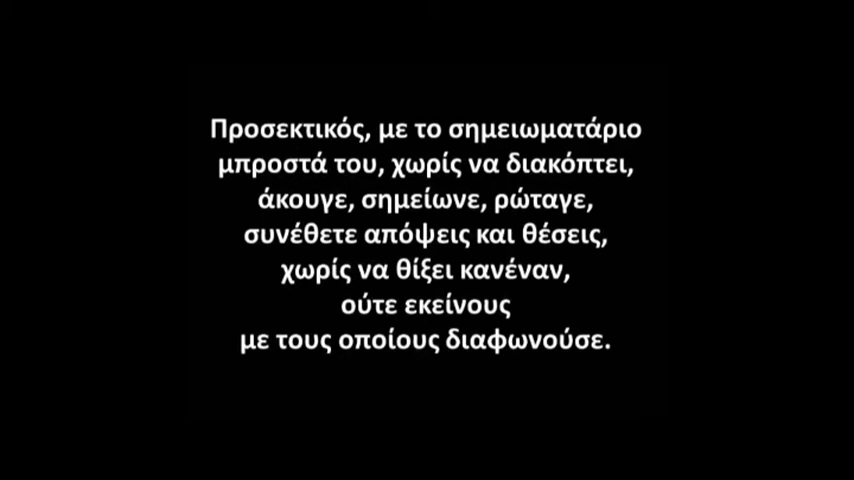 Προσεκτικός, με το σημειωματάριο
μπροστά του, χωρίς να διακόπτει,
άκουγε, σημείωνε, ρώταγε,
συνέθετε απόψεις και θέσεις,
χωρίς να θίξει κανέναν,
ούτε εκείνους
με τους οποίους διαφωνούσε.